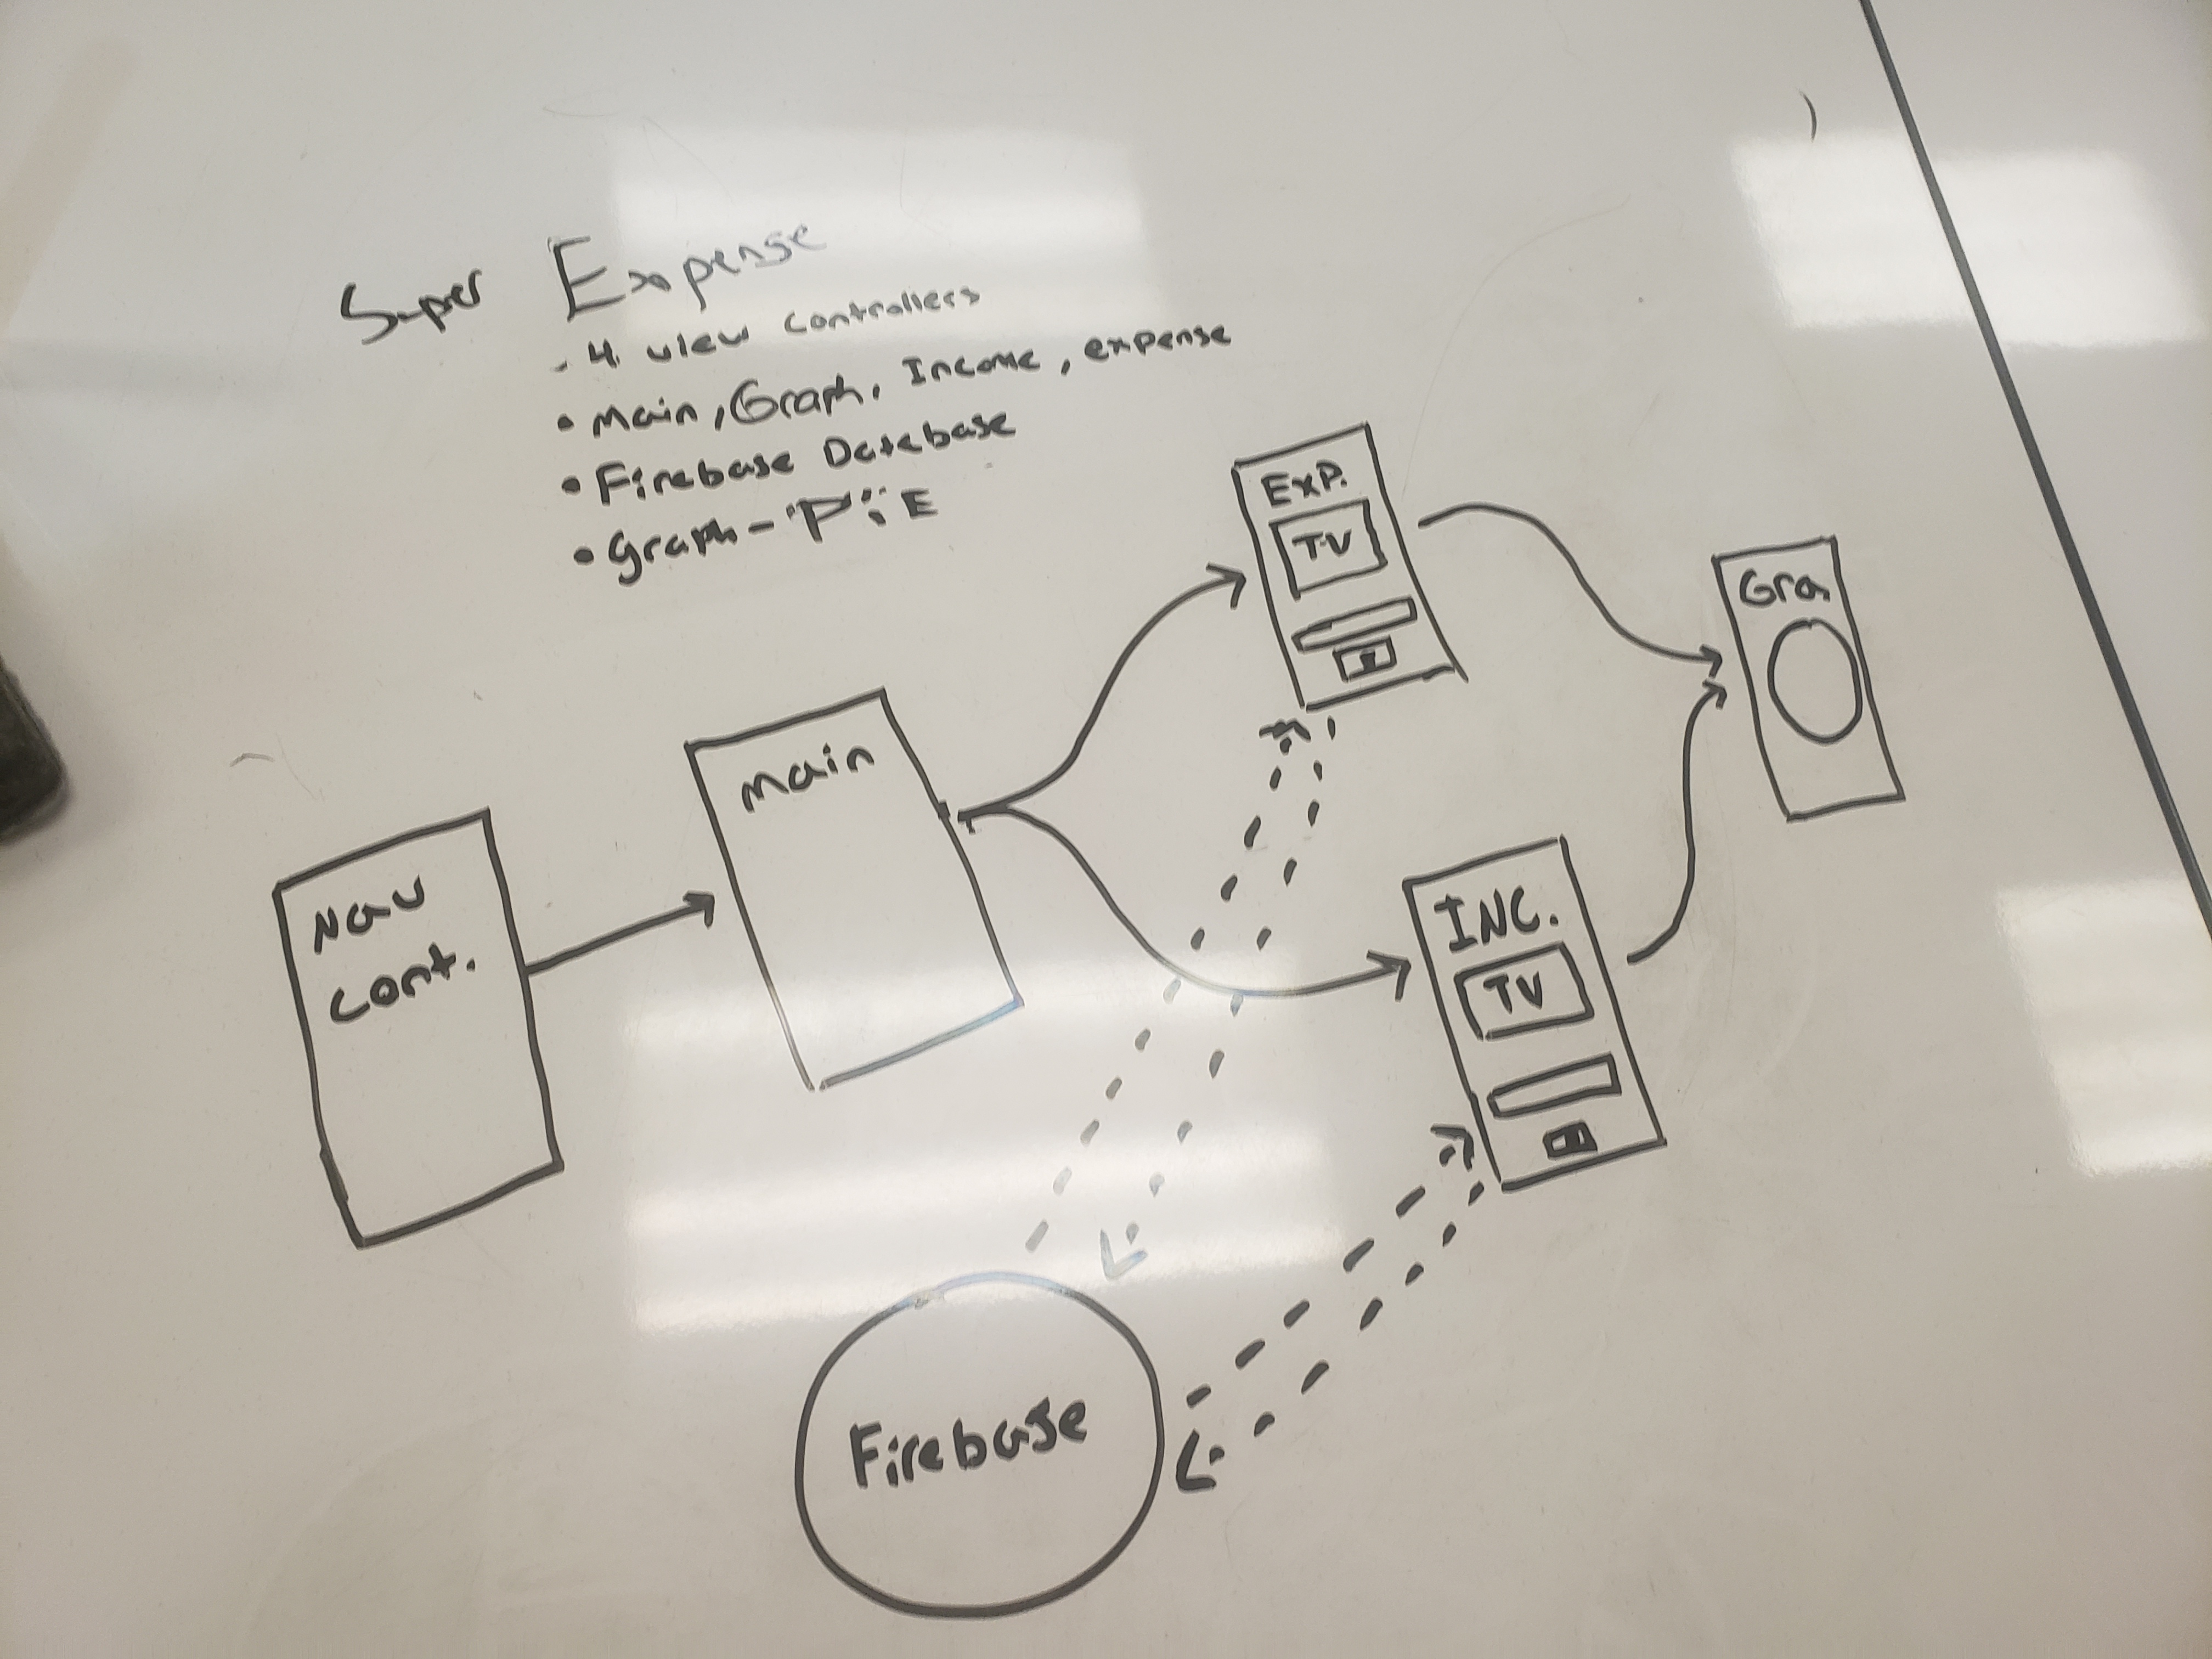 Super Expense
- 4 view controllers
• Main, Graph, Income, expense
• Firebase Database
• Graph - PiE
Nav
Cont.
Main
Exp.
TV
INC.
TV
Gra
Firebase